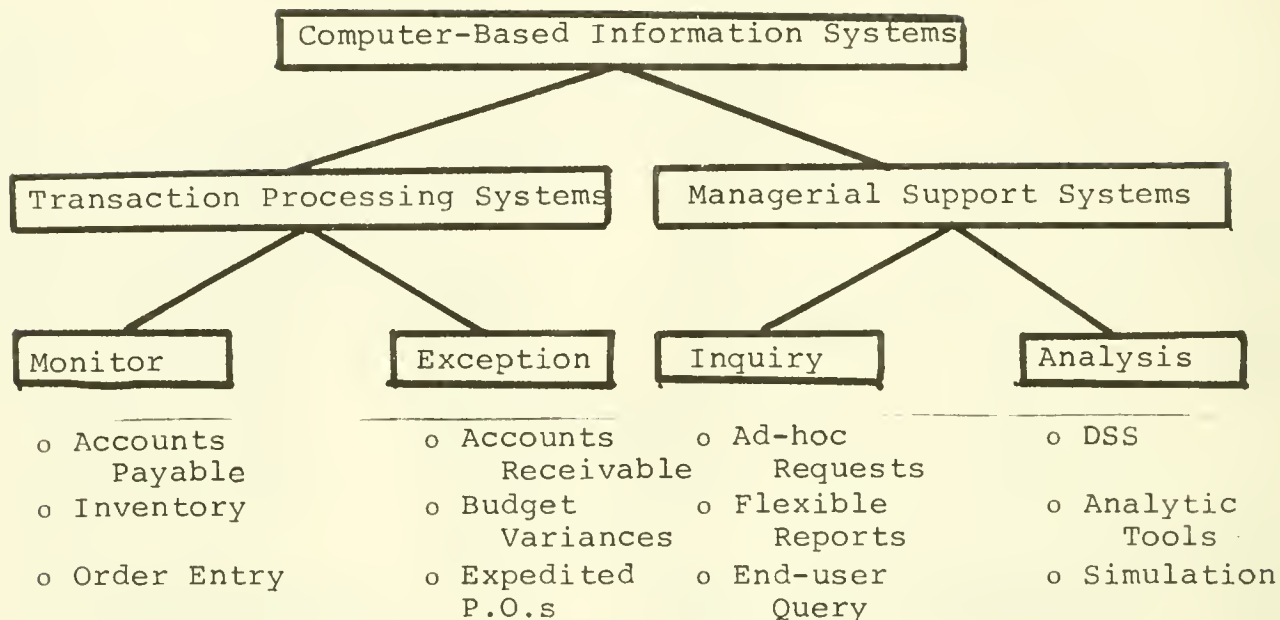 Computer-Based Information Systems
Transaction Processing Systems
Managerial Support Systems
Monitor
Exception
Inquiry
Analysis
o Accounts
Payable
o Inventory
o Order Entry
o Accounts
Receivable
o Budget
Variances
o Expedited
P.O.s
o Ad-hoc
Requests
o Flexible
Reports
o End-user
Query
o DSS
o Analytic
Tools
o Simulation